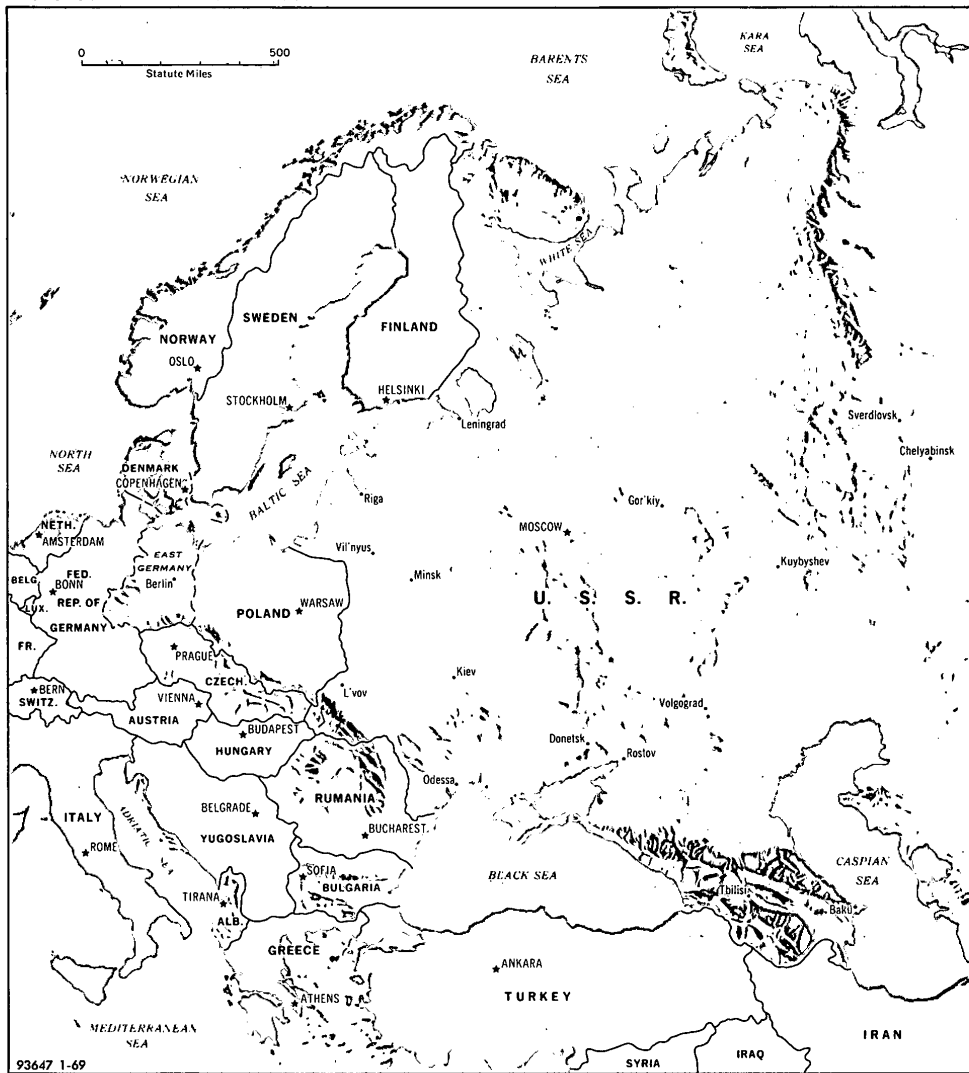 KARA
SEA
0 500
Statute Miles
BARENTS
SEA
NORWEGIAN
SEA
WHITE SEA
SWEDEN
FINLAND
NORWAY
OSLO
HELSINKI
STOCKHOLM
Leningrad
Sverdlovsk
Chelyabinsk
NORTH
SEA
DENMARK
COPENHAGEN
BALTIC SEA
Riga
Gor'kiy
MOSCOW
NETH.
AMSTERDAM
EAST
GERMANY
Berlin
Vil'nyus
Minsk
Kuybyshev
BELG.
FED.
BONN
LUX.
REP. OF
GERMANY
POLAND
WARSAW
U. S. S. R.
FR.
PRAGUE
CZECH.
L'vov
Kiev
BERN
SWITZ.
VIENNA
AUSTRIA
Volgograd
BUDAPEST
HUNGARY
Donetsk
Rostov
Odessa
RUMANIA
BELGRADE
YUGOSLAVIA
BUCHAREST
ITALY
ROME
ADRIATIC SEA
SOFIA
BULGARIA
BLACK SEA
CASPIAN
SEA
Tbilisi
Baku
TIRANA
ALB.
GREECE
ATHENS
ANKARA
TURKEY
MEDITERRANEAN
SEA
IRAN
SYRIA
IRAQ
93647 1-69